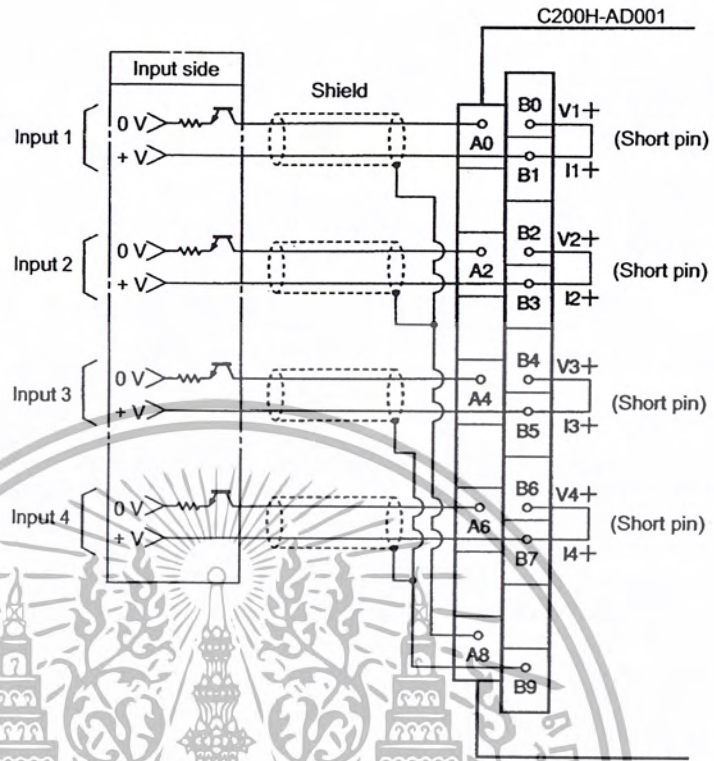 C200H-AD001
Input side
Shield
Input 1
0 V
+ V
A0
B0
V1+
(Short pin)
B1
I1+
Input 2
0 V
+ V
A2
B2
V2+
(Short pin)
B3
I2+
Input 3
0 V
+ V
A4
B4
V3+
(Short pin)
B5
I3+
Input 4
0 V
+ V
A6
B6
V4+
(Short pin)
B7
I4+
A8
B9